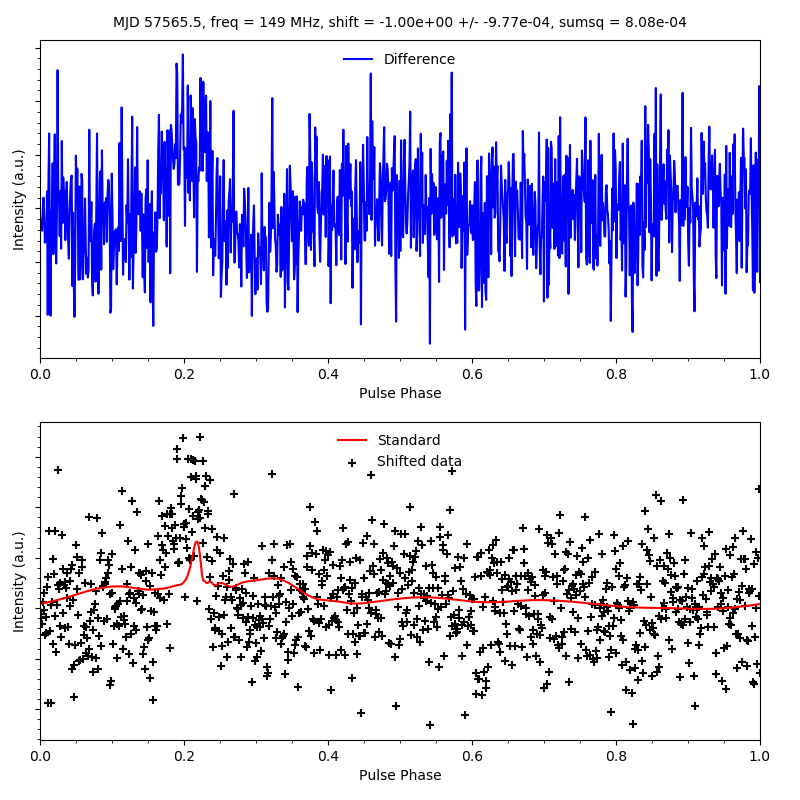 MJD 57565.5, freq = 149 MHz, shift = -1.00e+00 +/- -9.77e-04, sumsq = 8.08e-04
Difference
Intensity (a.u.)
0.0 0.2 0.4 0.6 0.8 1.0
Pulse Phase
Standard
Shifted data
Intensity (a.u.)
0.0 0.2 0.4 0.6 0.8 1.0
Pulse Phase